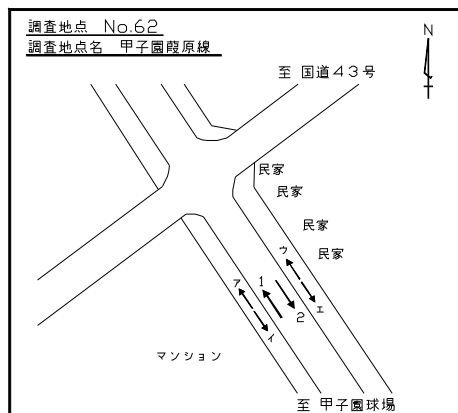 調査地点　No.62
調査地点名　甲子園葭原線
N
至 国道43号
民家
民家
民家
民家
ウ
ア
1
エ
2
イ
マンション
至 甲子園球場